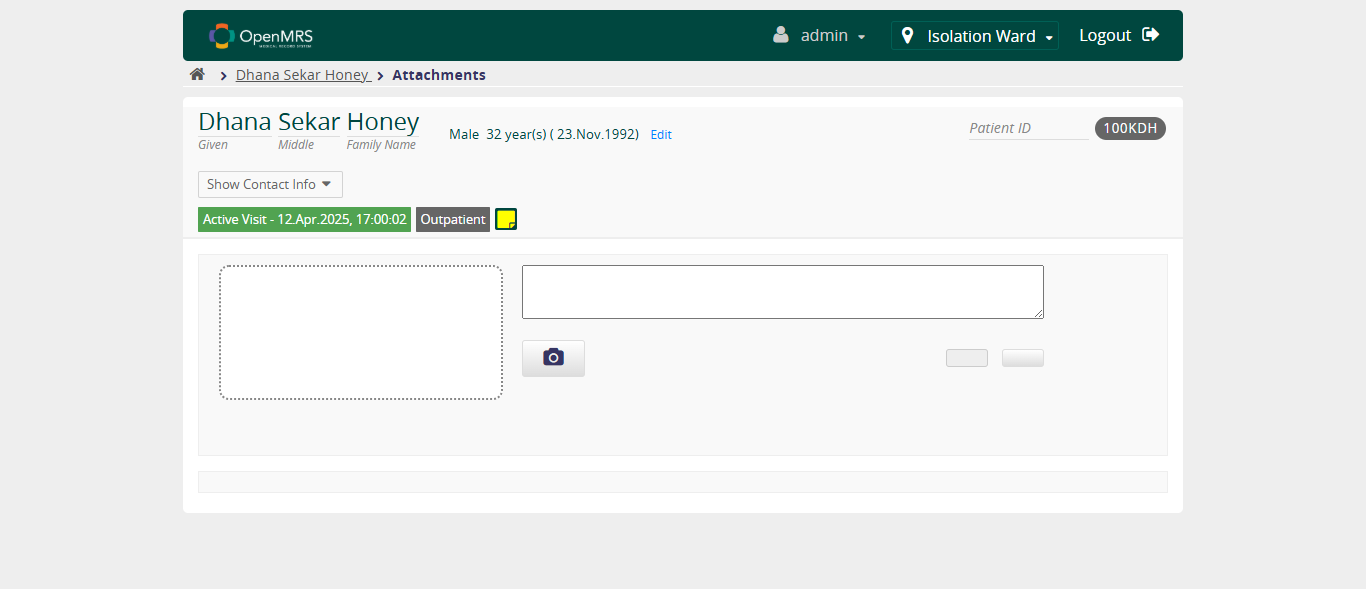 OpenMRS
MEDICAL RECORD SYSTEM
admin
Isolation Ward
Logout
Dhana Sekar Honey
Attachments
Dhana Sekar Honey
Given Middle Family Name
Male 32 year(s) ( 23.Nov.1992) Edit
Patient ID 100KDH
Show Contact Info
Active Visit - 12.Apr.2025, 17:00:02 Outpatient